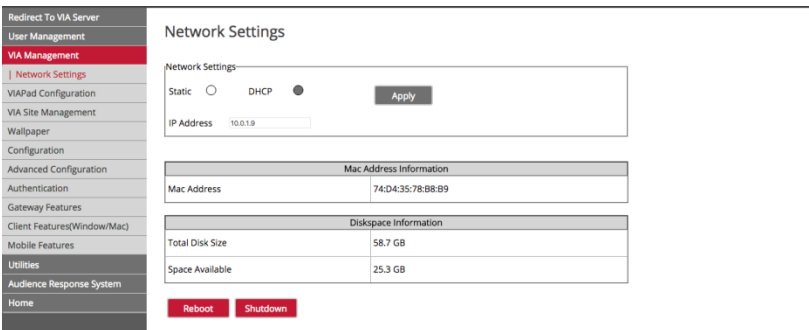 Redirect To VIA Server
User Management
VIA Management
| Network Settings
VIAPad Configuration
VIA Site Management
Wallpaper
Configuration
Advanced Configuration
Authentication
Gateway Features
Client Features(Window/Mac)
Mobile Features
Utilities
Audience Response System
Home
Network Settings
Network Settings
Static DHCP Apply
IP Address 10.0.1.9
Mac Address Information
Mac Address 74:D4:35:78:B8:B9
Diskspace Information
Total Disk Size 58.7 GB
Space Available 25.3 GB
Reboot Shutdown